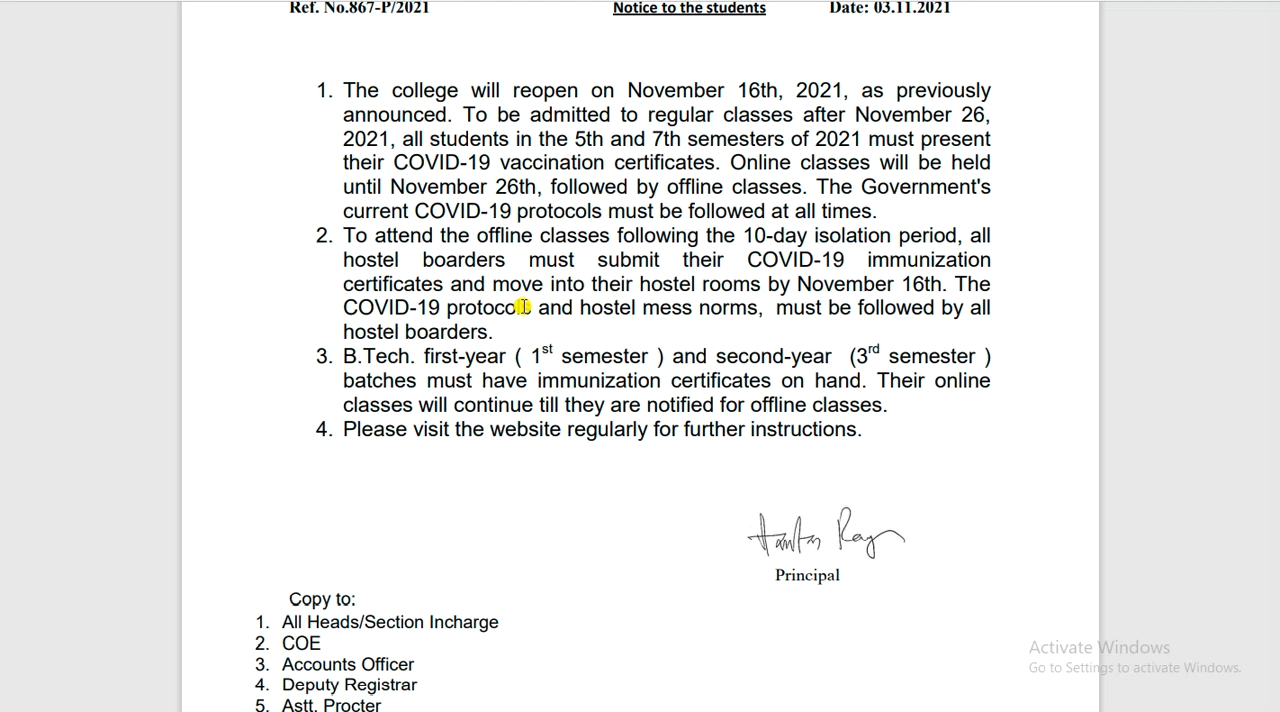 Ref. No.867-P/2021 Notice to the students Date: 03.11.2021
1. The college will reopen on November 16th, 2021, as previously
announced. To be admitted to regular classes after November 26,
2021, all students in the 5th and 7th semesters of 2021 must present
their COVID-19 vaccination certificates. Online classes will be held
until November 26th, followed by offline classes. The Government's
current COVID-19 protocols must be followed at all times.
2. To attend the offline classes following the 10-day isolation period, all
hostel boarders must submit their COVID-19 immunization
certificates and move into their hostel rooms by November 16th. The
COVID-19 protocols and hostel mess norms, must be followed by all
hostel boarders.
3. B.Tech. first-year ( 1st semester ) and second-year (3rd semester )
batches must have immunization certificates on hand. Their online
classes will continue till they are notified for offline classes.
4. Please visit the website regularly for further instructions.
Principal
Copy to:
1. All Heads/Section Incharge
2. COE
3. Accounts Officer
4. Deputy Registrar
5. Astt. Procter
Activate Windows
Go to Settings to activate Windows.